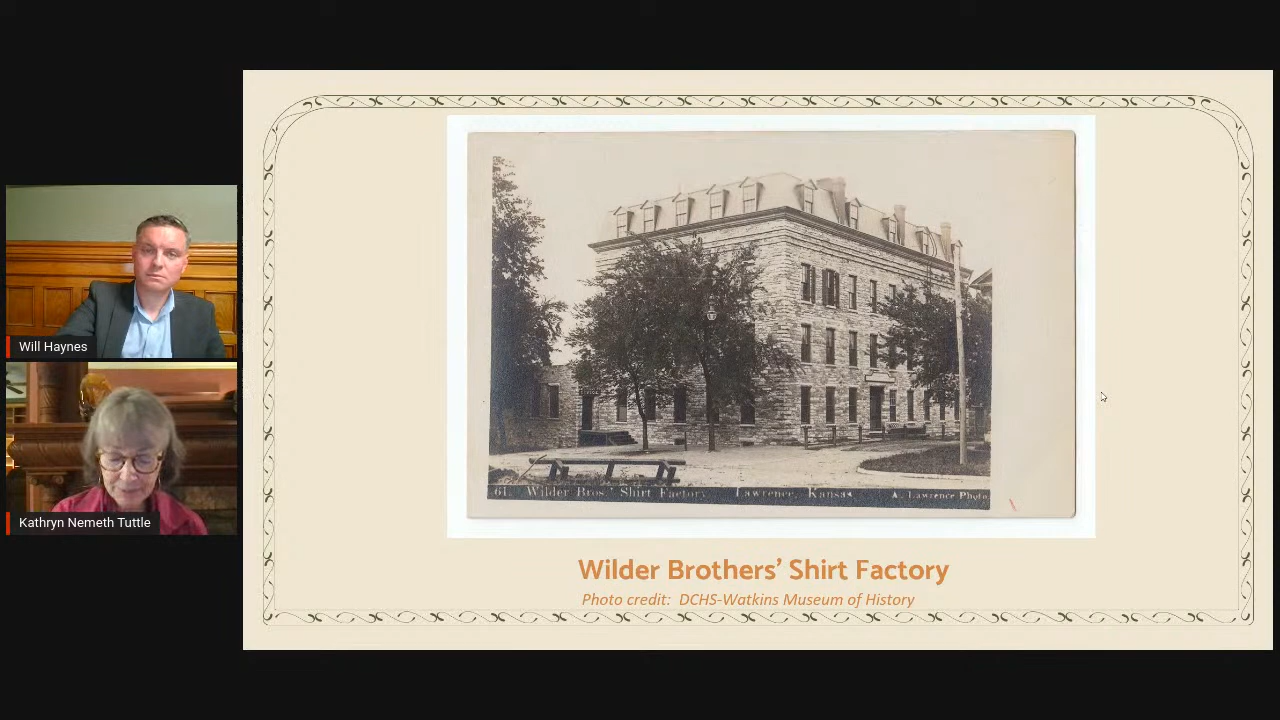 Will Haynes
Kathryn Nemeth Tuttle
61. Wilder Bros' Shirt Factory Lawrence, Kansas A. Lawrence Photo
Wilder Brothers' Shirt Factory
Photo credit: DCHS-Watkins Museum of History